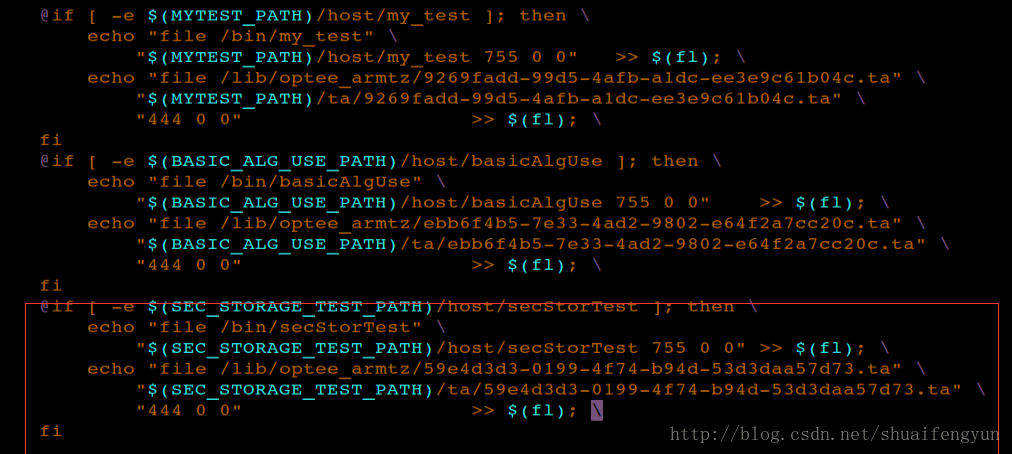 @if [ -e $(MYTEST_PATH)/host/my_test ]; then \
echo "file /bin/my_test" \
"$(MYTEST_PATH)/host/my_test 755 0 0" >> $(fl); \
echo "file /lib/optee_armtz/9269fadd-99d5-4afb-a1dc-ee3e9c61b04c.ta" \
"$(MYTEST_PATH)/ta/9269fadd-99d5-4afb-a1dc-ee3e9c61b04c.ta" \
"444 0 0" >> $(fl); \
fi
@if [ -e $(BASIC_ALG_USE_PATH)/host/basicAlgUse ]; then \
echo "file /bin/basicAlgUse" \
"$(BASIC_ALG_USE_PATH)/host/basicAlgUse 755 0 0" >> $(fl); \
echo "file /lib/optee_armtz/ebb6f4b5-7e33-4ad2-9802-e64f2a7cc20c.ta" \
"$(BASIC_ALG_USE_PATH)/ta/ebb6f4b5-7e33-4ad2-9802-e64f2a7cc20c.ta" \
"444 0 0" >> $(fl); \
fi
@if [ -e $(SEC_STORAGE_TEST_PATH)/host/secStorTest ]; then \
echo "file /bin/secStorTest" \
"$(SEC_STORAGE_TEST_PATH)/host/secStorTest 755 0 0" >> $(fl); \
echo "file /lib/optee_armtz/59e4d3d3-0199-4f74-b94d-53d3daa57d73.ta" \
"$(SEC_STORAGE_TEST_PATH)/ta/59e4d3d3-0199-4f74-b94d-53d3daa57d73.ta" \
"444 0 0" >> $(fl); \
fi
http://blog.csdn.net/shuaifengyun